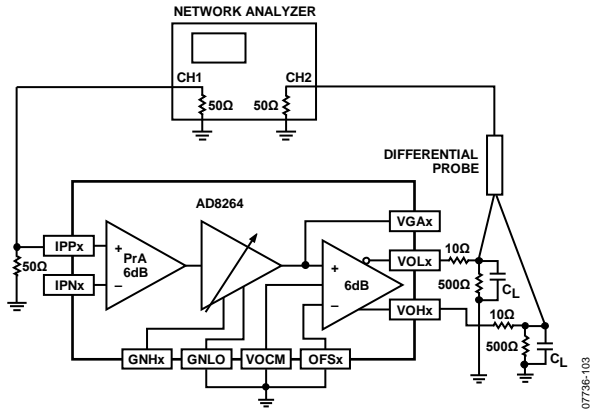 NETWORK ANALYZER
CH1
CH2
50Ω
50Ω
DIFFERENTIAL
PROBE
AD8264
VGAx
IPPx
+
PrA
6dB
–
IPNx
50Ω
+
6dB
–
VOLx
10Ω
500Ω
CL
VOHx
10Ω
500Ω
CL
GNHx
GNLO
VOCM
OFSx
07736-103